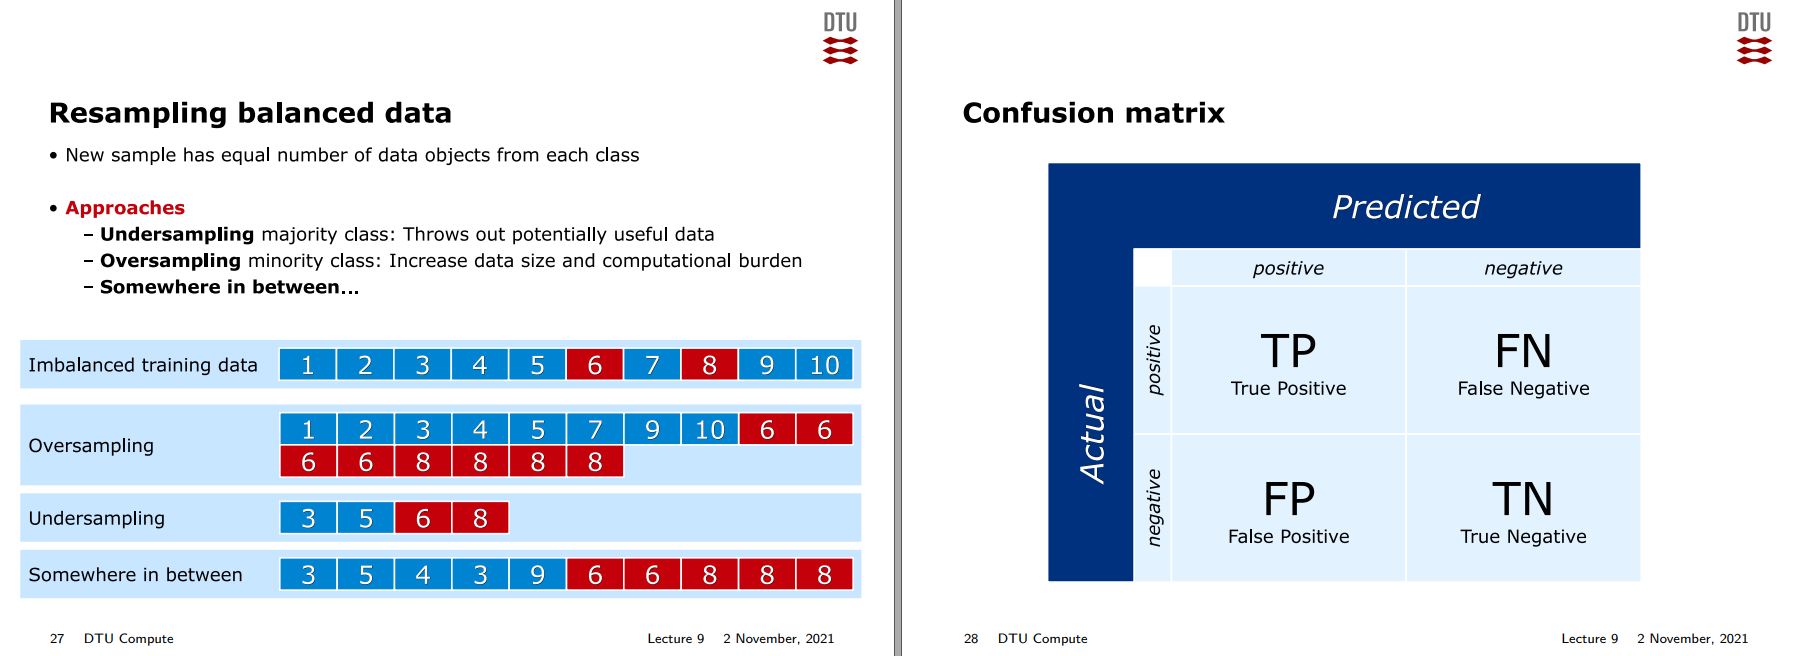 DTU
Resampling balanced data
• New sample has equal number of data objects from each class
• Approaches
– Undersampling majority class: Throws out potentially useful data
– Oversampling minority class: Increase data size and computational burden
– Somewhere in between...
Imbalanced training data 1 2 3 4 5 6 7 8 9 10
Oversampling
1 2 3 4 5 7 9 10 6 6
6 6 8 8 8 8
Undersampling 3 5 6 8
Somewhere in between 3 5 4 3 9 6 6 8 8 8
27 DTU Compute Lecture 9 2 November, 2021
DTU
Confusion matrix
Predicted
positive negative
Actual
positive
TP FN
True Positive False Negative
negative
FP TN
False Positive True Negative
28 DTU Compute Lecture 9 2 November, 2021